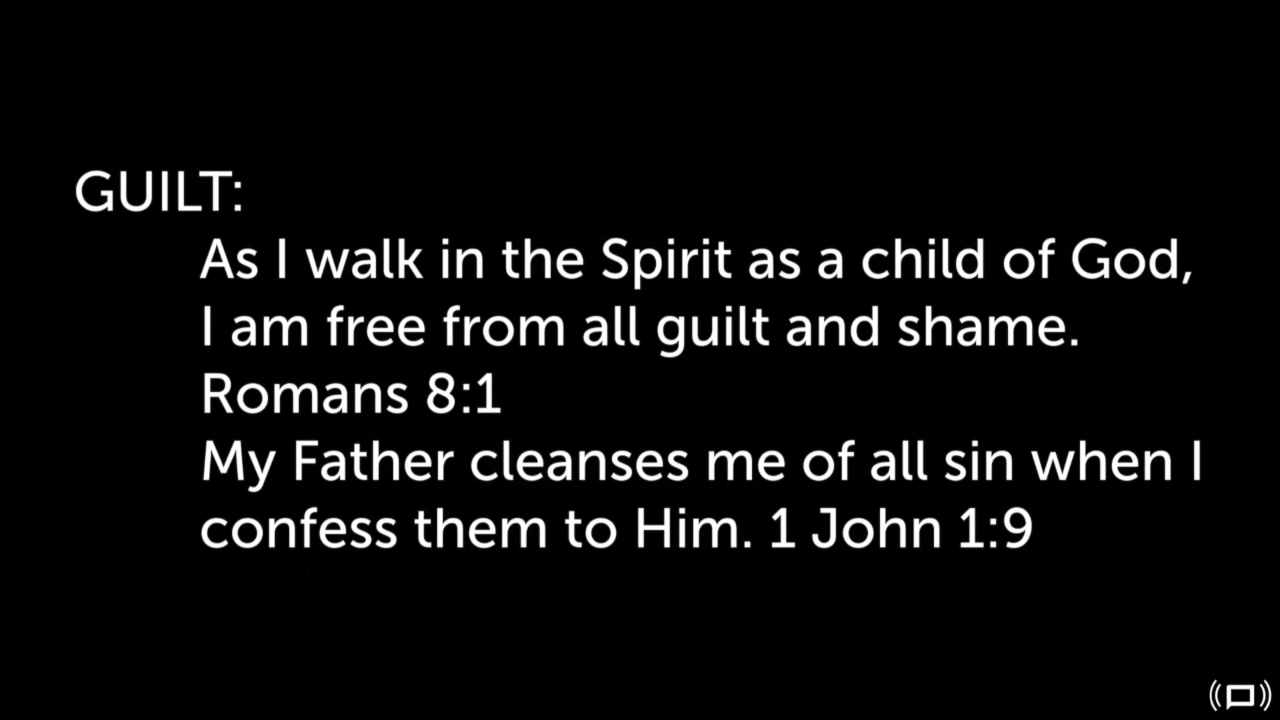 GUILT:
As I walk in the Spirit as a child of God,
I am free from all guilt and shame.
Romans 8:1
My Father cleanses me of all sin when I
confess them to Him. 1 John 1:9